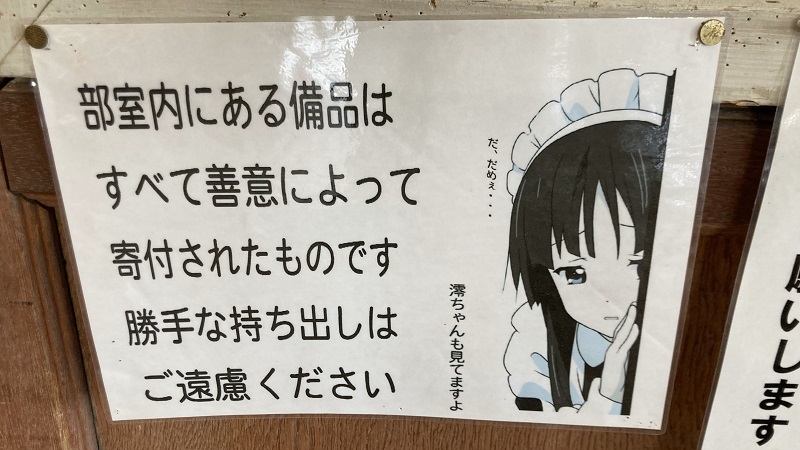 部室内にある備品は
すべて善意によって
寄付されたものです
勝手な持ち出しは
ご遠慮ください
だ、だめぇ・・・
澪ちゃんも見てますよ
願いします